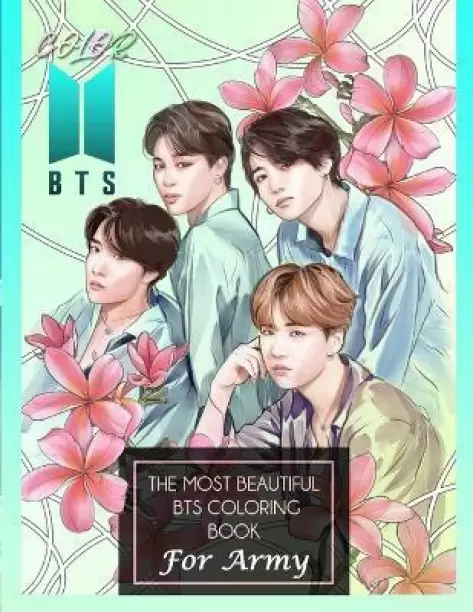 COLOR
BTS
THE MOST BEAUTIFUL
BTS COLORING
BOOK
For Army